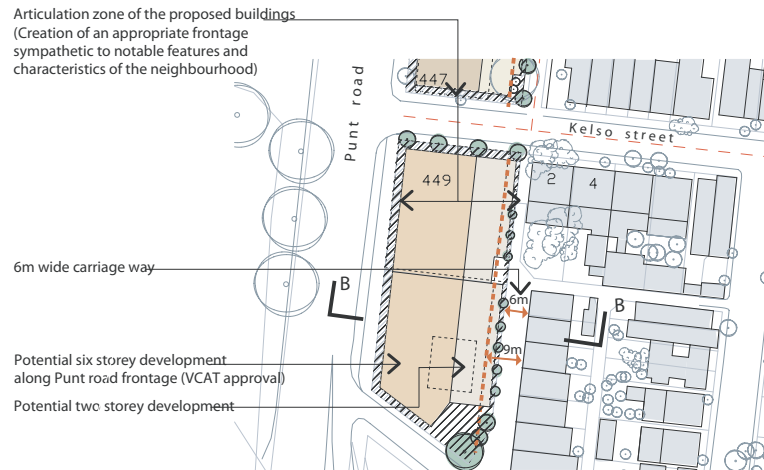 Articulation zone of the proposed buildings
(Creation of an appropriate frontage
sympathetic to notable features and
characteristics of the neighbourhood)
Punt road
447
Kelso street
449
2
4
6m wide carriage way
B
6m
B
9m
Potential six storey development
along Punt road frontage (VCAT approval)
Potential two storey development